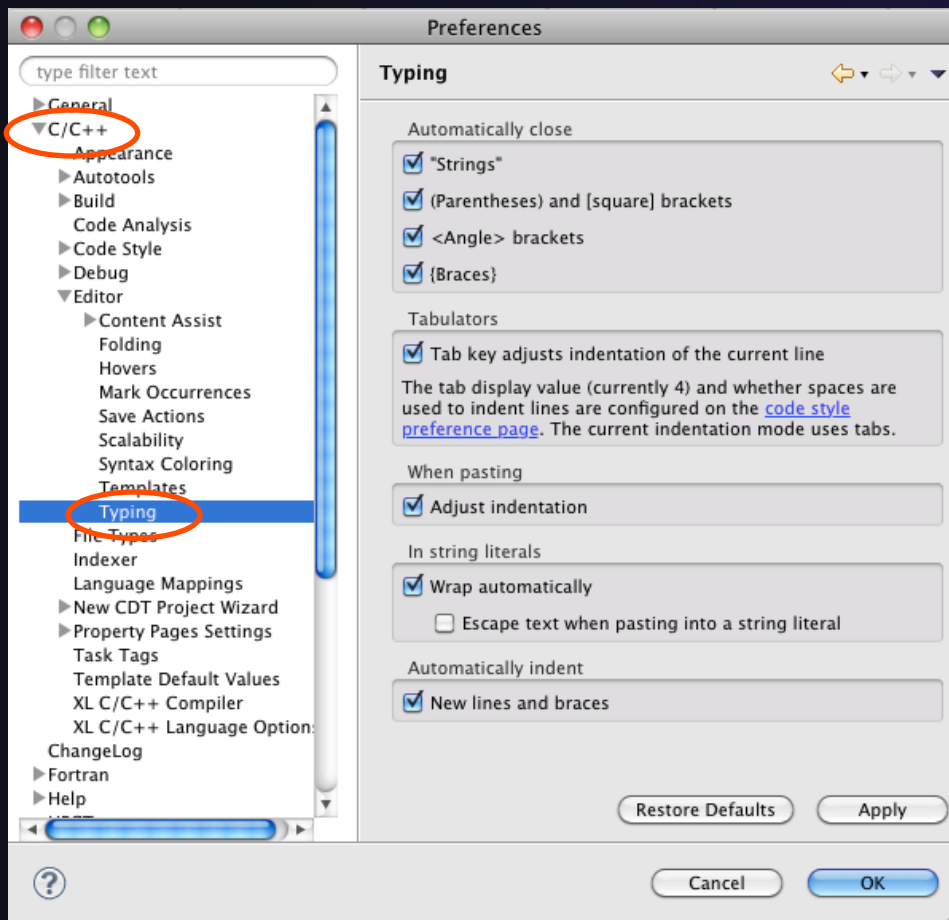 Preferences
type filter text
General
C/C++
Appearance
Autotools
Build
Code Analysis
Code Style
Debug
Editor
Content Assist
Folding
Hovers
Mark Occurrences
Save Actions
Scalability
Syntax Coloring
Templates
Typing
File Types
Indexer
Language Mappings
New CDT Project Wizard
Property Pages Settings
Task Tags
Template Default Values
XL C/C++ Compiler
XL C/C++ Language Option
ChangeLog
Fortran
Help
Typing
Automatically close
"Strings"
(Parentheses) and [square] brackets
<Angle> brackets
{Braces}
Tabulators
Tab key adjusts indentation of the current line
The tab display value (currently 4) and whether spaces are
used to indent lines are configured on the code style
preference page. The current indentation mode uses tabs.
When pasting
Adjust indentation
In string literals
Wrap automatically
Escape text when pasting into a string literal
Automatically indent
New lines and braces
Restore Defaults
Apply
?
Cancel
OK